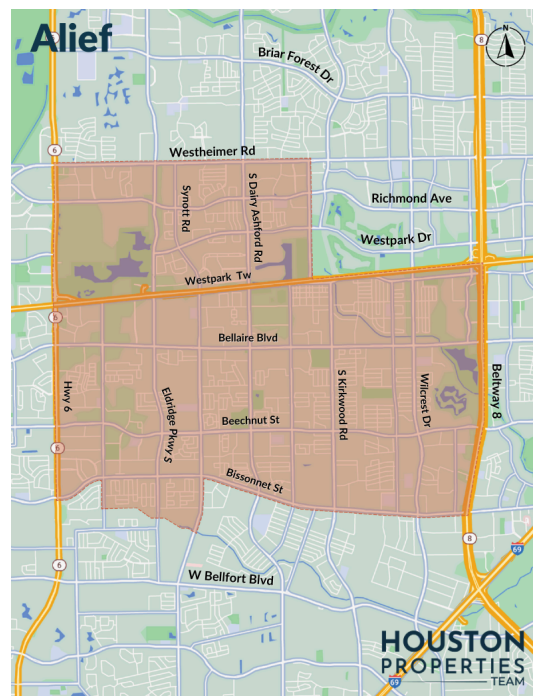 Alief
N
8
Briar Forest Dr
6
Westheimer Rd
Synott Rd
S Dairy Ashford Rd
Richmond Ave
Westpark Dr
Westpark Tw
6
Bellaire Blvd
Hwy 6
Eldridge Pkwy S
S Kirkwood Rd
Wilcrest Dr
Beltway 8
Beechnut St
6
Bissonnet St
8
69
6
W Bellfort Blvd
HOUSTON
PROPERTIES
TEAM
69